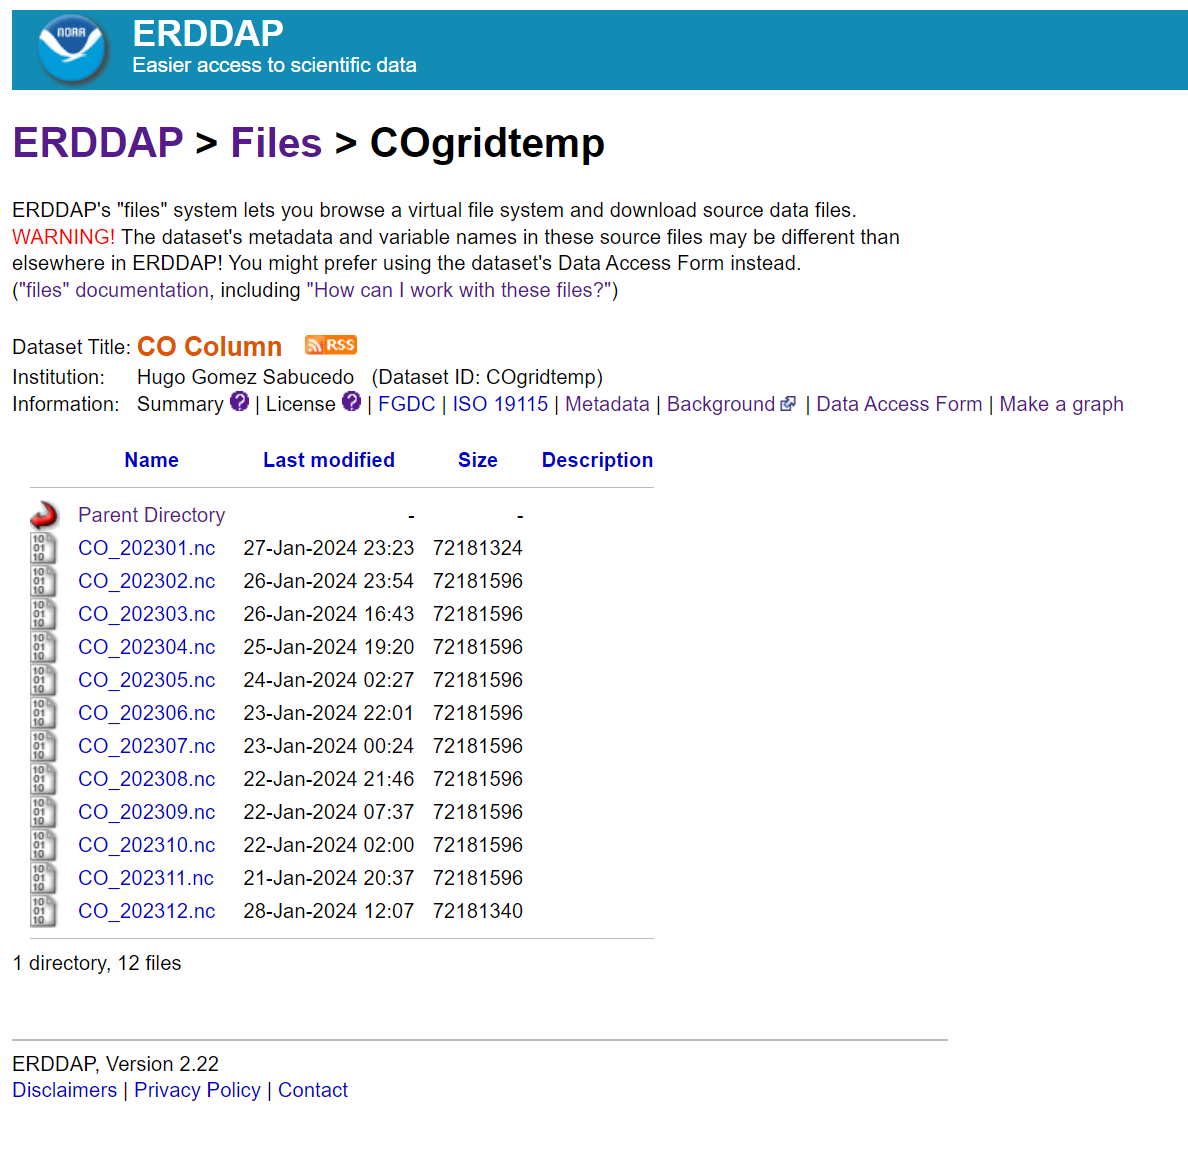 NOAA
ERDDAP
Easier access to scientific data
ERDDAP > Files > COgridtemp
ERDDAP's "files" system lets you browse a virtual file system and download source data files.
WARNING! The dataset's metadata and variable names in these source files may be different than
elsewhere in ERDDAP! You might prefer using the dataset's Data Access Form instead.
("files" documentation, including "How can I work with these files?")
Dataset Title: CO Column RSS
Institution: Hugo Gomez Sabucedo (Dataset ID: COgridtemp)
Information: Summary ? | License ? | FGDC | ISO 19115 | Metadata | Background | Data Access Form | Make a graph
Name Last modified Size Description
Parent Directory - -
CO_202301.nc 27-Jan-2024 23:23 72181324
CO_202302.nc 26-Jan-2024 23:54 72181596
CO_202303.nc 26-Jan-2024 16:43 72181596
CO_202304.nc 25-Jan-2024 19:20 72181596
CO_202305.nc 24-Jan-2024 02:27 72181596
CO_202306.nc 23-Jan-2024 22:01 72181596
CO_202307.nc 23-Jan-2024 00:24 72181596
CO_202308.nc 22-Jan-2024 21:46 72181596
CO_202309.nc 22-Jan-2024 07:37 72181596
CO_202310.nc 22-Jan-2024 02:00 72181596
CO_202311.nc 21-Jan-2024 20:37 72181596
CO_202312.nc 28-Jan-2024 12:07 72181340
1 directory, 12 files
ERDDAP, Version 2.22
Disclaimers | Privacy Policy | Contact